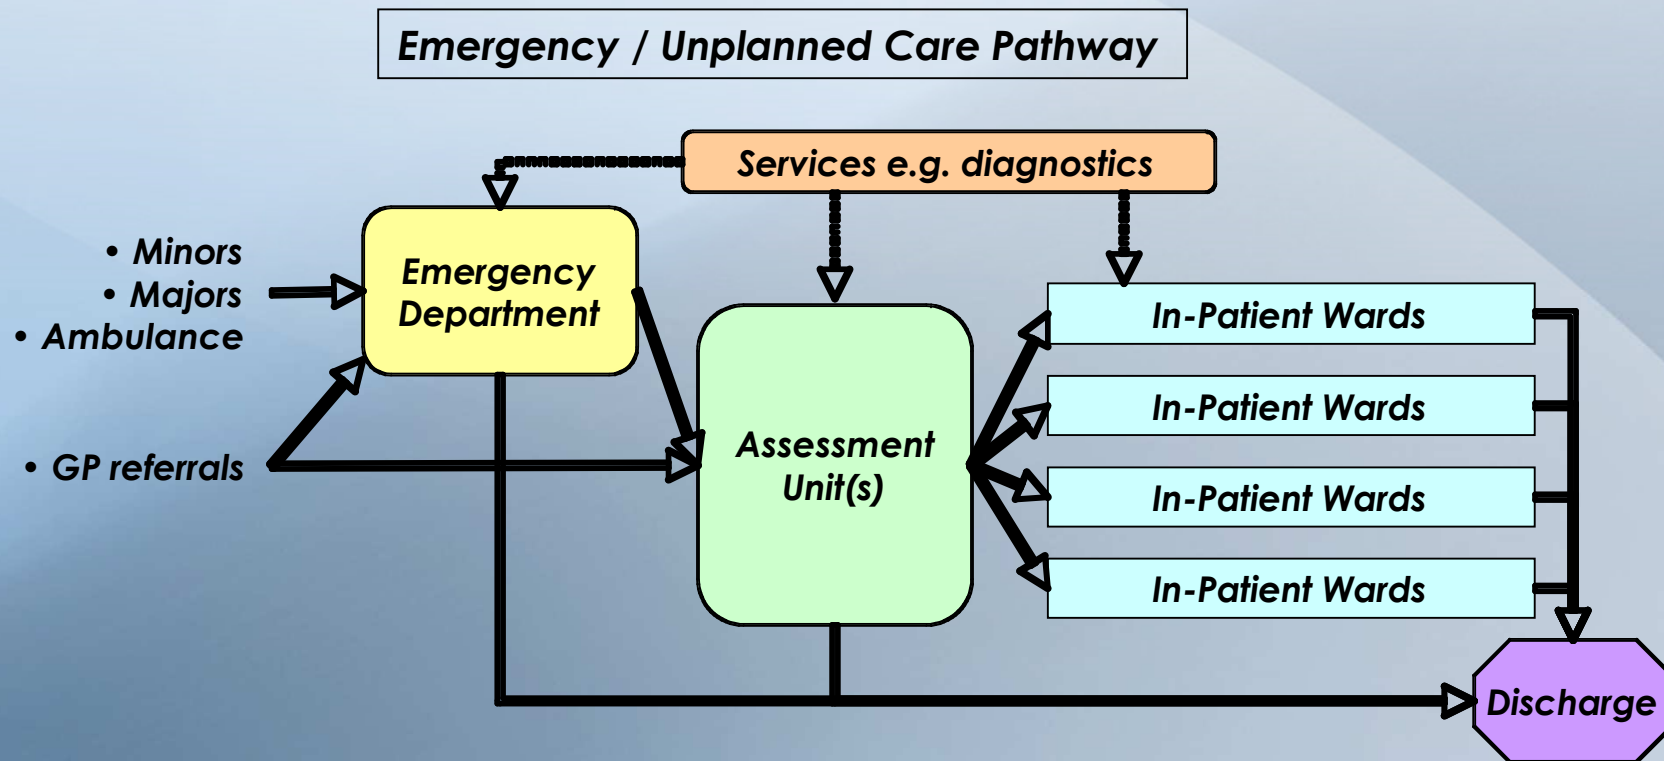 Emergency / Unplanned Care Pathway
Services e.g. diagnostics
• Minors
• Majors
• Ambulance
• GP referrals
Emergency
Department
Assessment
Unit(s)
In-Patient Wards
In-Patient Wards
In-Patient Wards
In-Patient Wards
Discharge